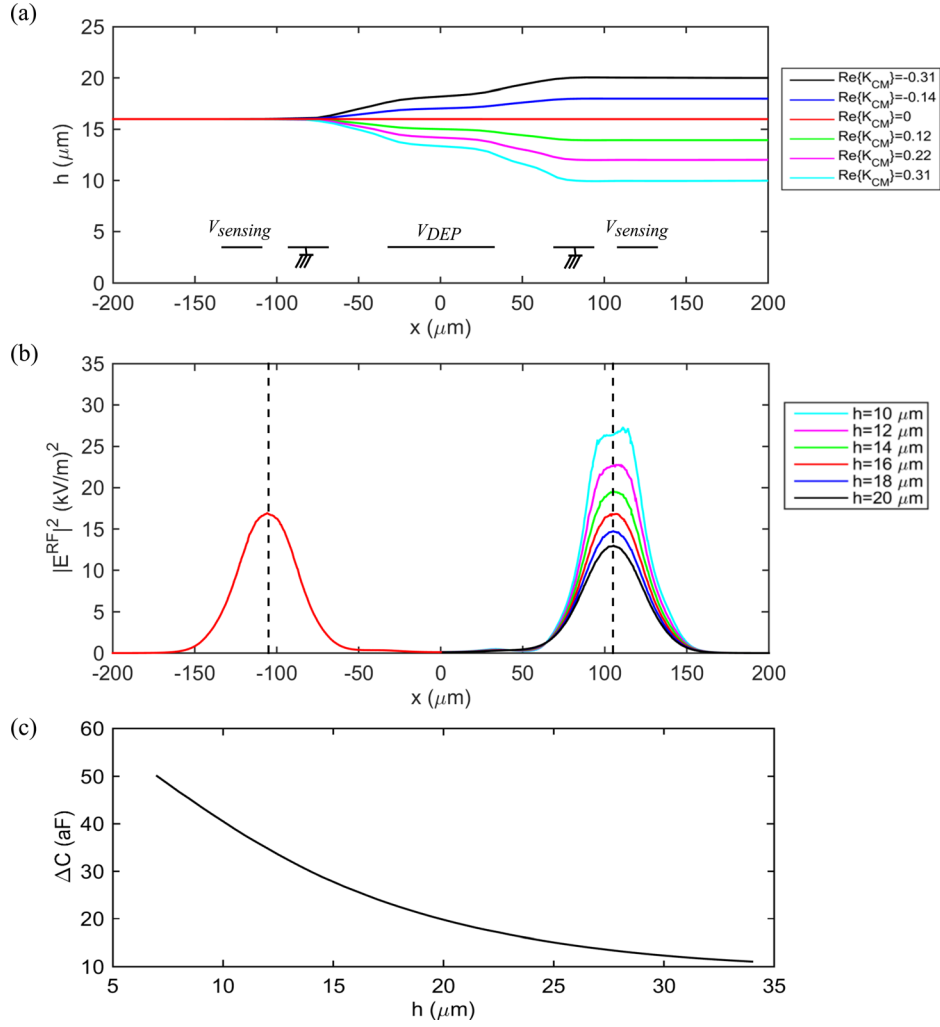 (a)
25
20
15
10
5
0
h (μm)
Re{K_CM}=-0.31
Re{K_CM}=-0.14
Re{K_CM}=0
Re{K_CM}=0.12
Re{K_CM}=0.22
Re{K_CM}=0.31
V_sensing
V_DEP
V_sensing
-200 -150 -100 -50 0 50 100 150 200
x (μm)
(b)
35
30
25
20
15
10
5
0
|E^RF|^2 (kV/m)^2
h=10 μm
h=12 μm
h=14 μm
h=16 μm
h=18 μm
h=20 μm
-200 -150 -100 -50 0 50 100 150 200
x (μm)
(c)
60
50
40
30
20
10
ΔC (aF)
5 10 15 20 25 30 35
h (μm)